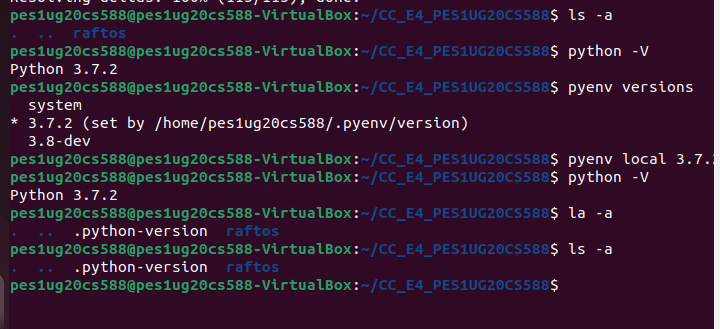 Resolving deltas: 100% (113/113), done.
pes1ug20cs588@pes1ug20cs588-VirtualBox:~/CC_E4_PES1UG20CS588$ ls -a
. .. raftos
pes1ug20cs588@pes1ug20cs588-VirtualBox:~/CC_E4_PES1UG20CS588$ python -V
Python 3.7.2
pes1ug20cs588@pes1ug20cs588-VirtualBox:~/CC_E4_PES1UG20CS588$ pyenv versions
system
* 3.7.2 (set by /home/pes1ug20cs588/.pyenv/version)
3.8-dev
pes1ug20cs588@pes1ug20cs588-VirtualBox:~/CC_E4_PES1UG20CS588$ pyenv local 3.7.
pes1ug20cs588@pes1ug20cs588-VirtualBox:~/CC_E4_PES1UG20CS588$ python -V
Python 3.7.2
pes1ug20cs588@pes1ug20cs588-VirtualBox:~/CC_E4_PES1UG20CS588$ la -a
. .. .python-version raftos
pes1ug20cs588@pes1ug20cs588-VirtualBox:~/CC_E4_PES1UG20CS588$ ls -a
. .. .python-version raftos
pes1ug20cs588@pes1ug20cs588-VirtualBox:~/CC_E4_PES1UG20CS588$